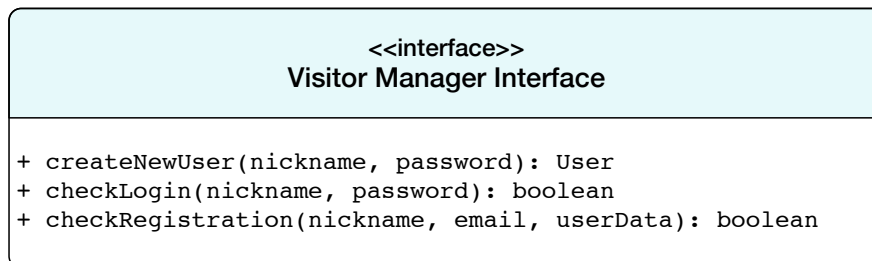 <<interface>>
Visitor Manager Interface
+ createNewUser(nickname, password): User
+ checkLogin(nickname, password): boolean
+ checkRegistration(nickname, email, userData): boolean